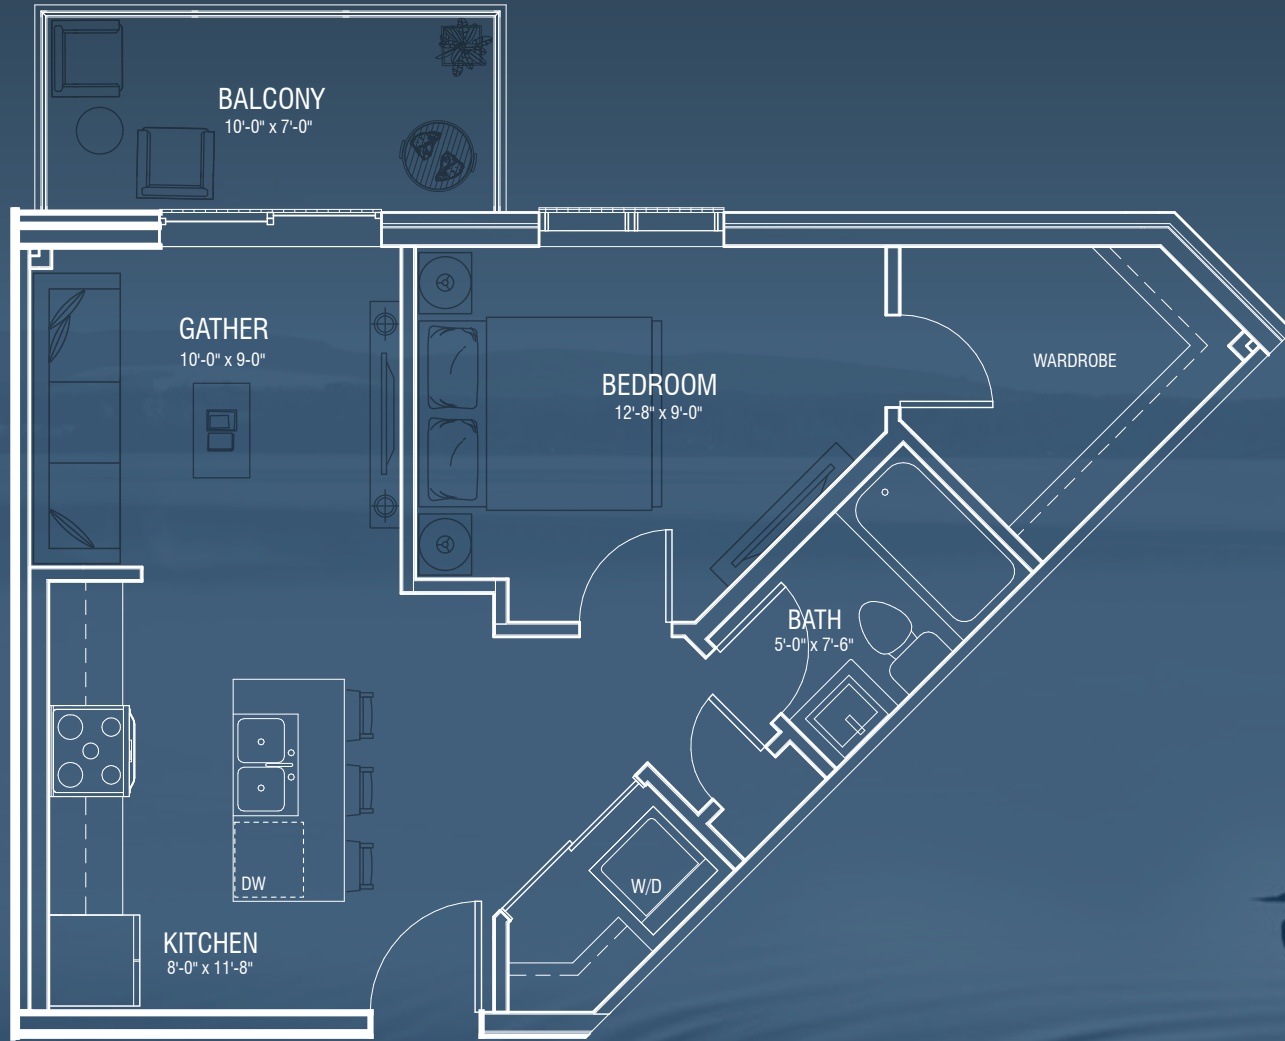 BALCONY
10'-0" x 7'-0"
GATHER
10'-0" x 9'-0"
BEDROOM
12'-8" x 9'-0"
WARDROBE
BATH
5'-0" x 7'-6"
W/D
DW
KITCHEN
8'-0" x 11'-8"